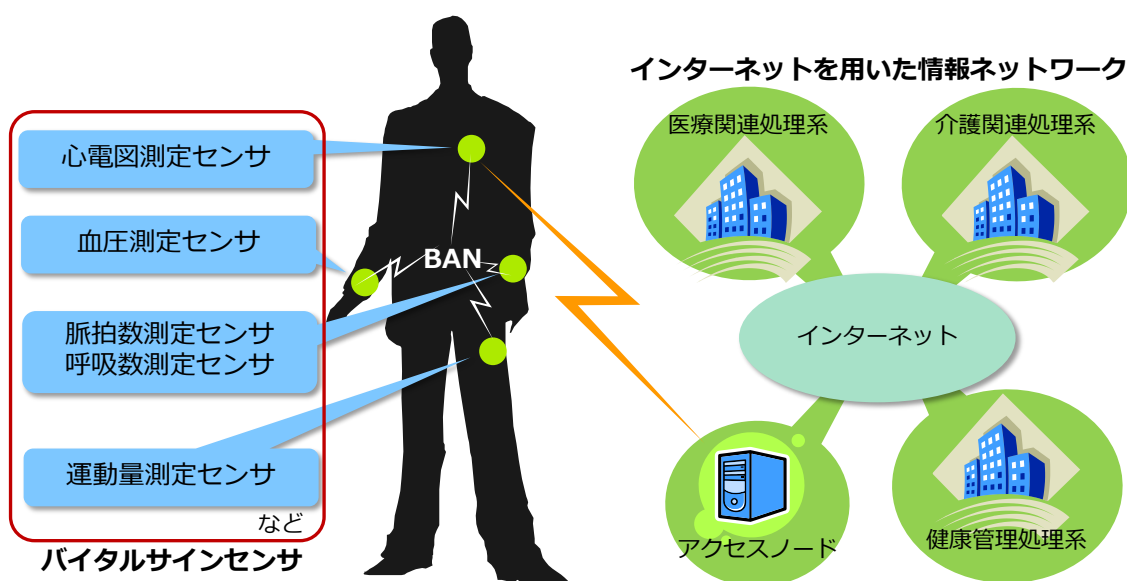 インターネットを用いた情報ネットワーク
医療関連処理系
介護関連処理系
心電図測定センサ
血圧測定センサ
BAN
脈拍数測定センサ
呼吸数測定センサ
インターネット
運動量測定センサ
など
バイタルサインセンサ
アクセスノード
健康管理処理系